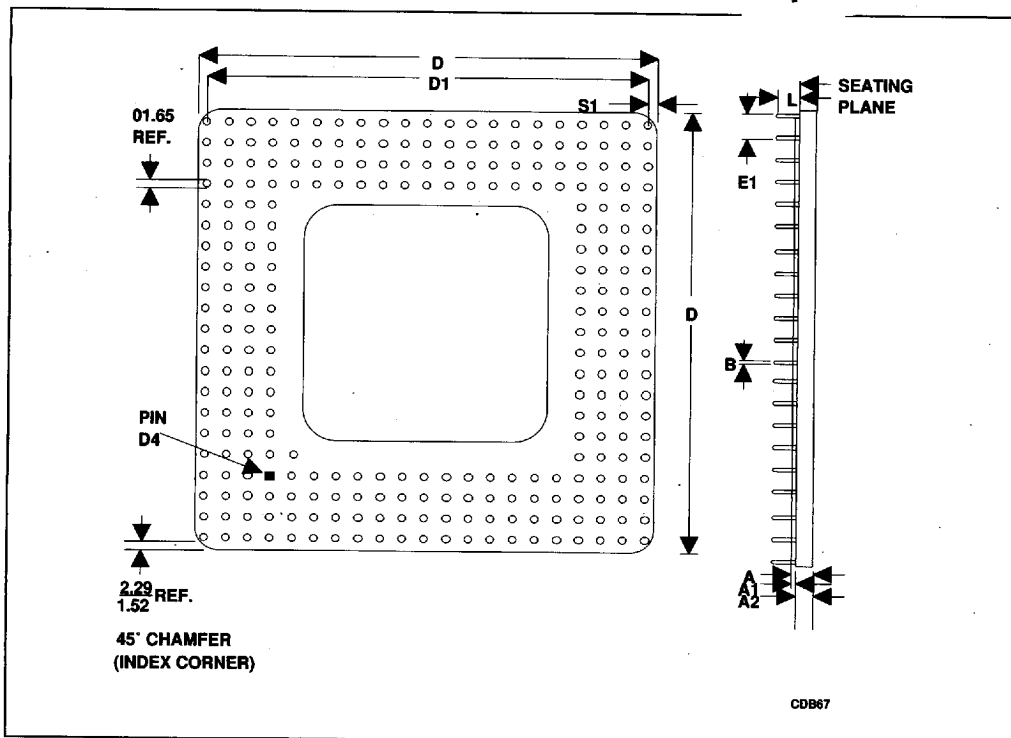 D
D1
S1
01.65
REF.
L
SEATING
PLANE
E1
D
B
PIN
D4
2.29
1.52
REF.
A
A1
A2
45° CHAMFER
(INDEX CORNER)
CDB67